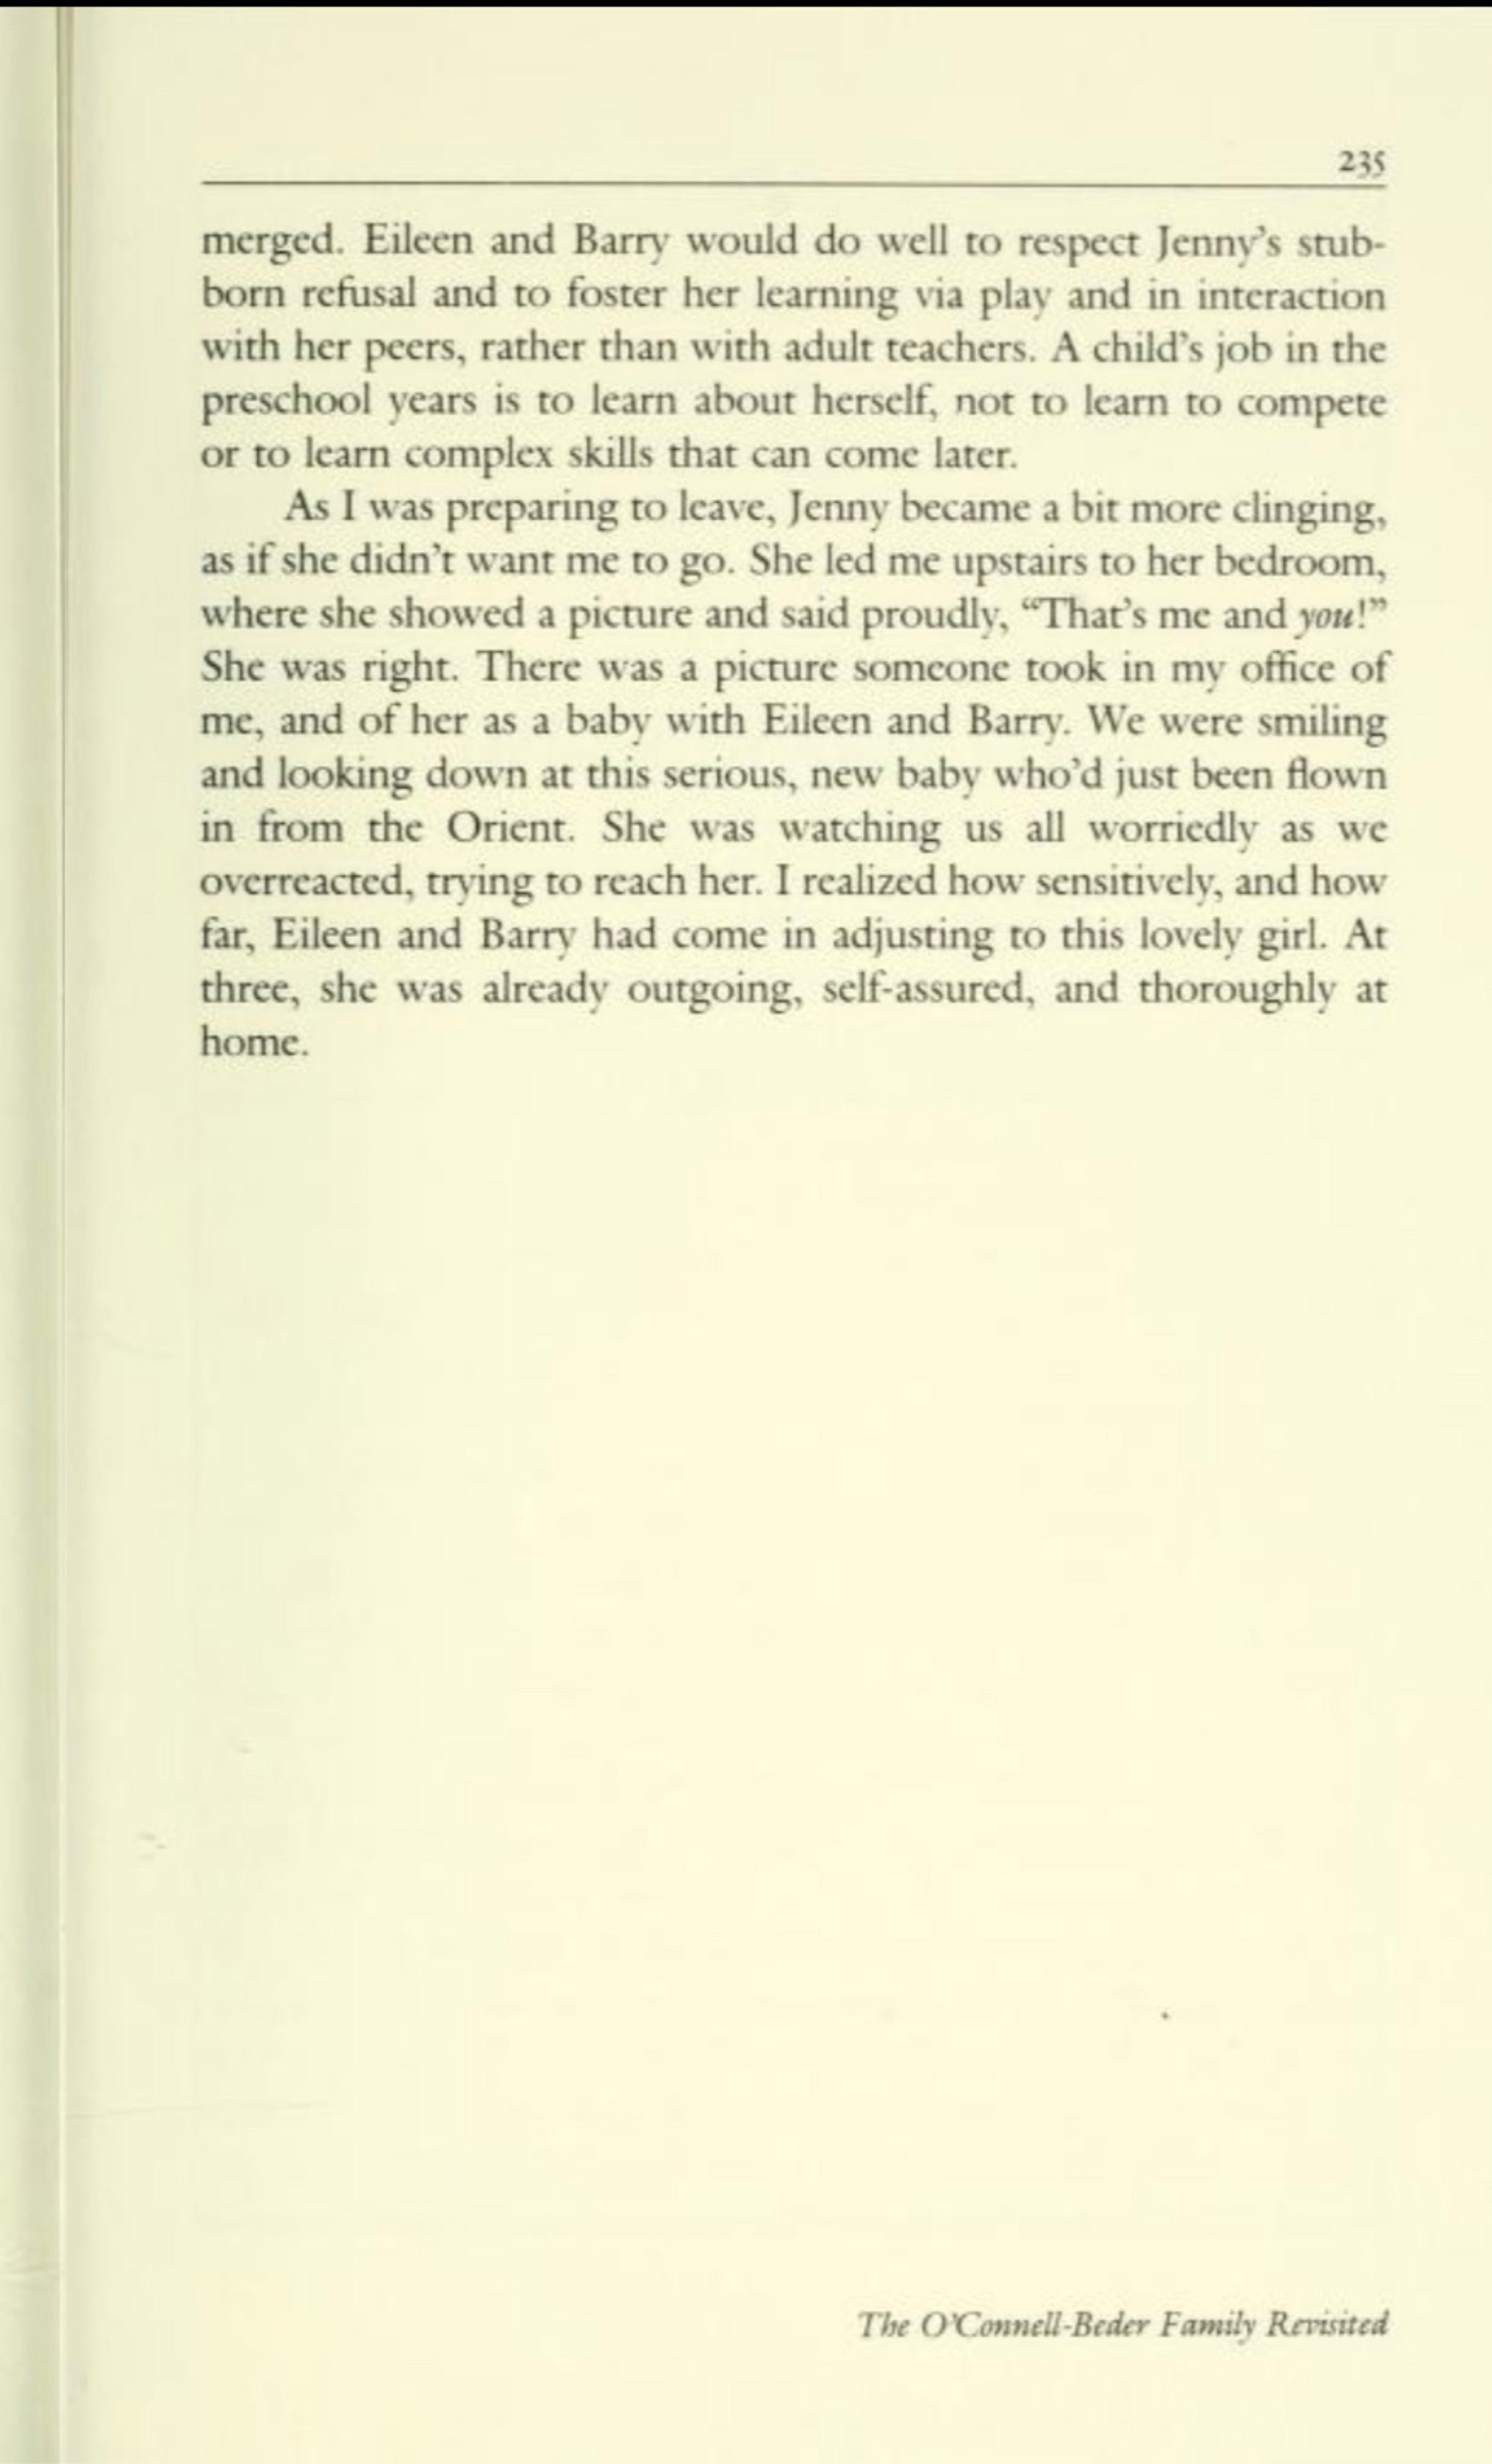 235
merged. Eileen and Barry would do well to respect Jenny's stub-
born refusal and to foster her learning via play and in interaction
with her peers, rather than with adult teachers. A child's job in the
preschool years is to learn about herself, not to learn to compete
or to learn complex skills that can come later.
As I was preparing to leave, Jenny became a bit more clinging,
as if she didn't want me to go. She led me upstairs to her bedroom,
where she showed a picture and said proudly, “That's me and you!”
She was right. There was a picture someone took in my office of
me, and of her as a baby with Eileen and Barry. We were smiling
and looking down at this serious, new baby who'd just been flown
in from the Orient. She was watching us all worriedly as we
overreacted, trying to reach her. I realized how sensitively, and how
far, Eileen and Barry had come in adjusting to this lovely girl. At
three, she was already outgoing, self-assured, and thoroughly at
home.
The O'Connell-Beder Family Revisited